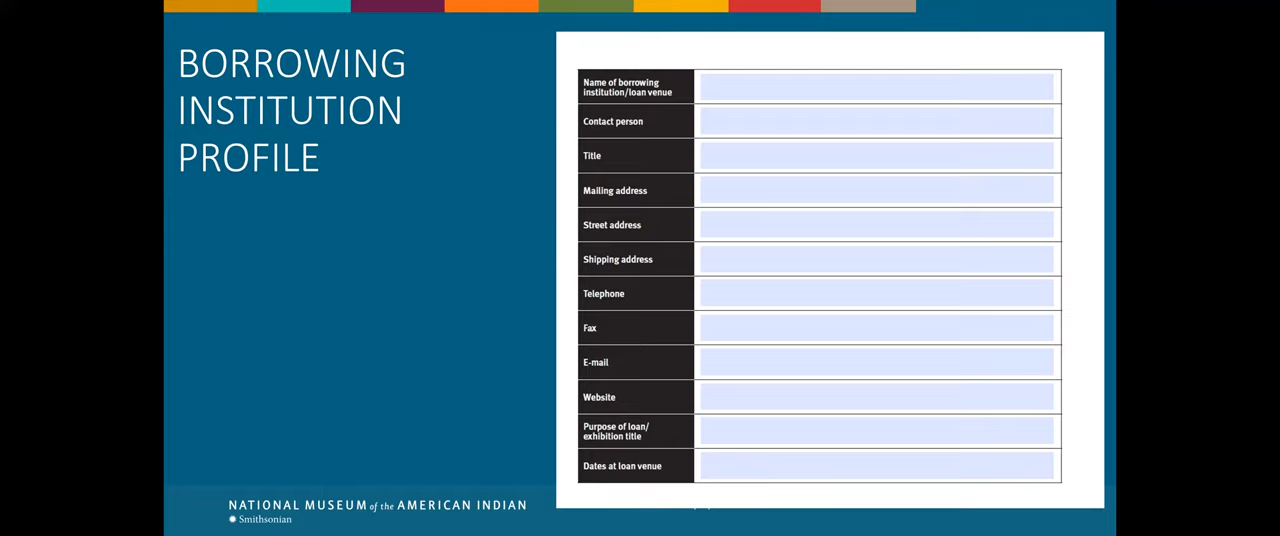 BORROWING
INSTITUTION
PROFILE
Name of borrowing
institution/loan venue
Contact person
Title
Mailing address
Street address
Shipping address
Telephone
Fax
E-mail
Website
Purpose of loan/
exhibition title
Dates at loan venue
NATIONAL MUSEUM of the AMERICAN INDIAN
Smithsonian